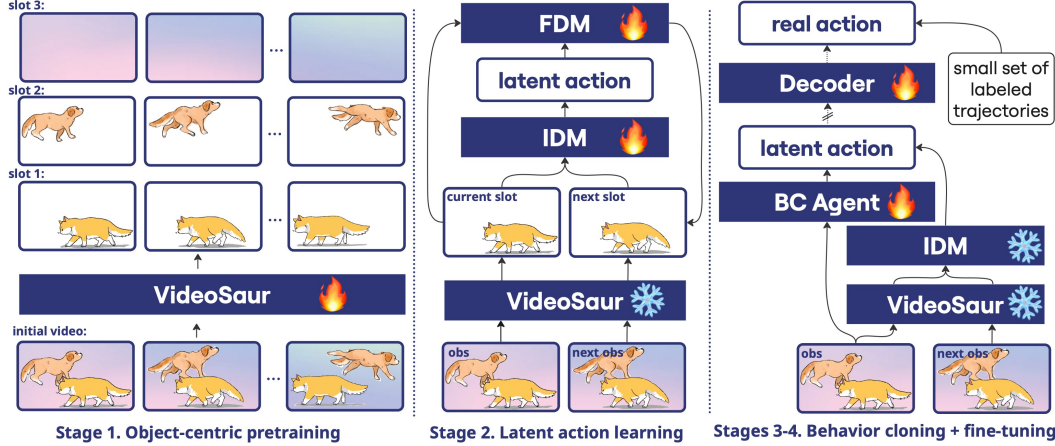 slot 3:
...
slot 2:
...
slot 1:
...
VideoSaur
initial video:
...
Stage 1. Object-centric pretraining
FDM
latent action
IDM
current slot
next slot
VideoSaur
obs
next obs
Stage 2. Latent action learning
real action
small set of
labeled
trajectories
Decoder
latent action
BC Agent
IDM
VideoSaur
obs
next obs
Stages 3-4. Behavior cloning + fine-tuning